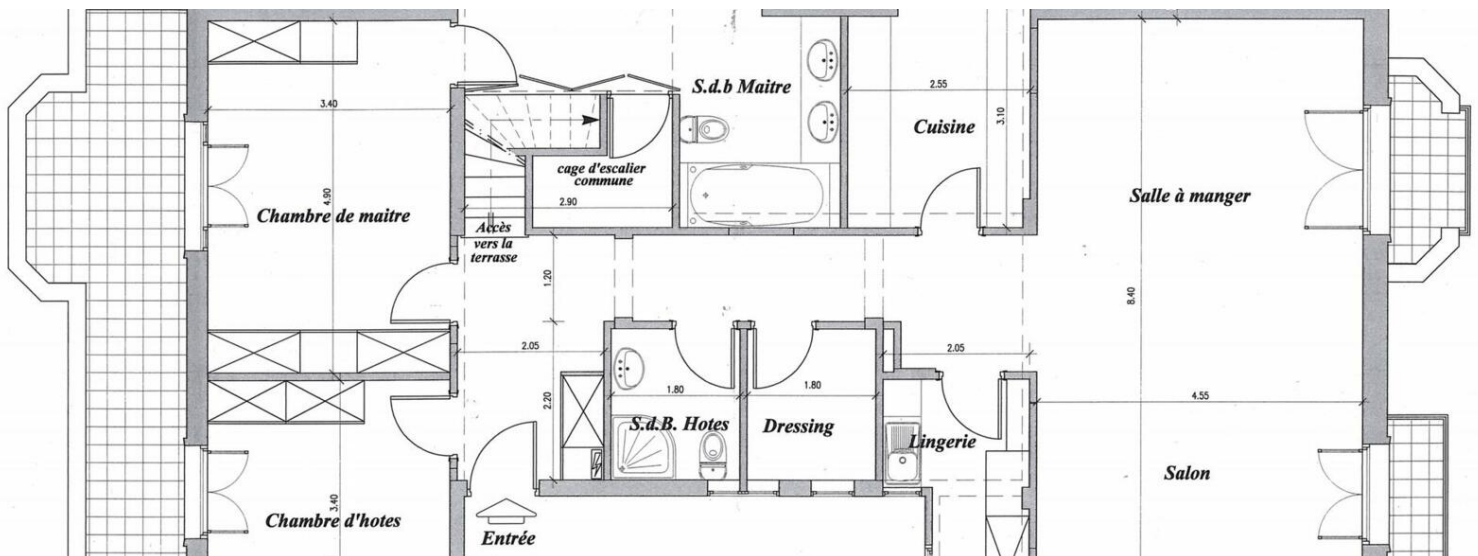 S.d.b Maitre
2.55
3.40
3.10
Cuisine
cage d'escalier
commune
4.90
Chambre de maitre
Salle à manger
2.90
Accès
vers la
terrasse
1.20
8.40
2.05
2.05
1.80
1.80
4.55
2.20
S.d.B. Hotes
Dressing
Lingerie
Salon
3.40
Chambre d'hotes
Entrée